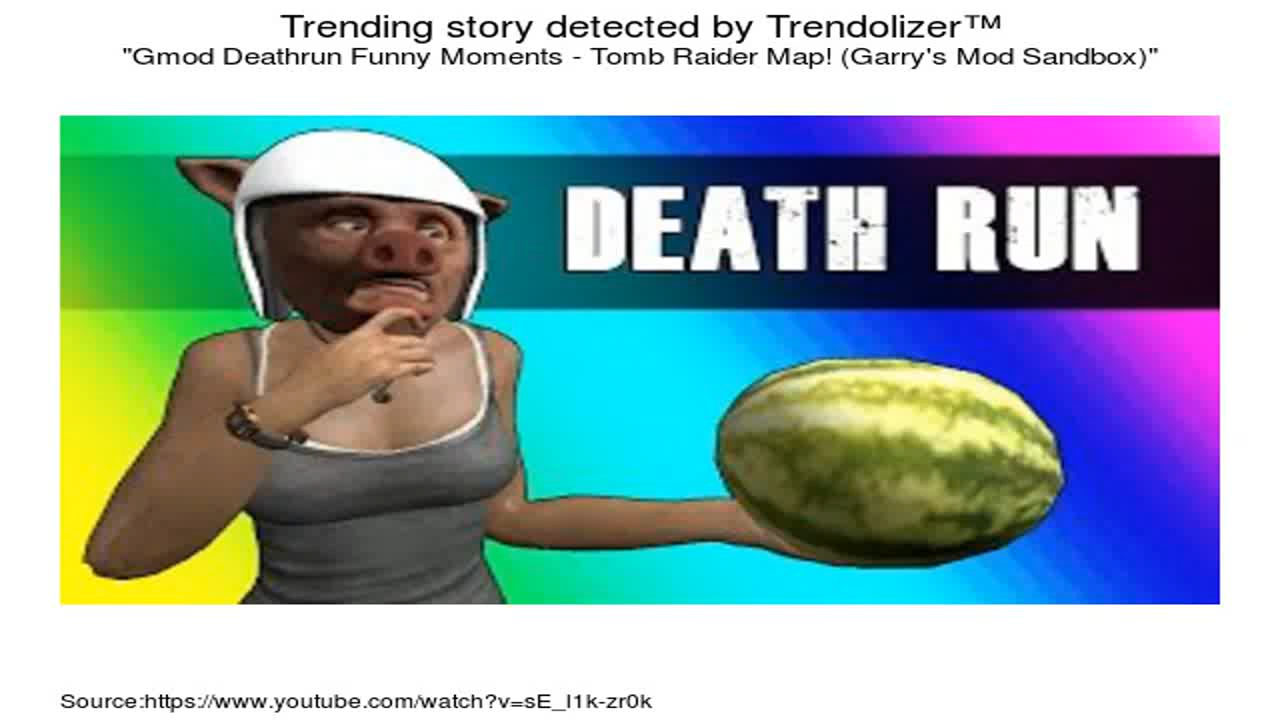 Trending story detected by Trendolizer™
"Gmod Deathrun Funny Moments - Tomb Raider Map! (Garry's Mod Sandbox)"
DEATH RUN
Source:https://www.youtube.com/watch?v=sE_l1k-zr0k